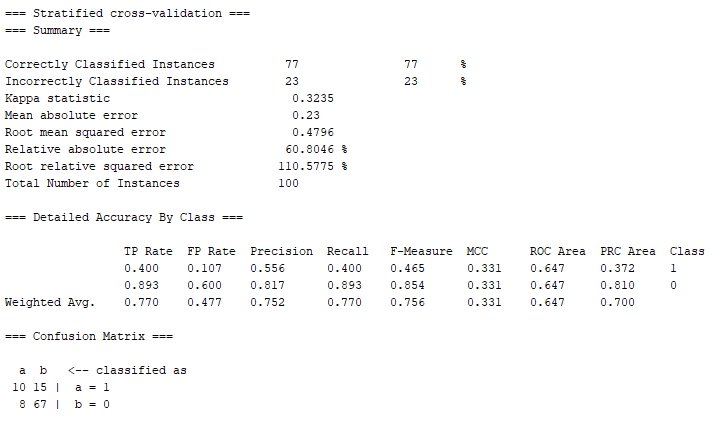 === Stratified cross-validation ===
=== Summary ===
Correctly Classified Instances 77 77 %
Incorrectly Classified Instances 23 23 %
Kappa statistic 0.3235
Mean absolute error 0.23
Root mean squared error 0.4796
Relative absolute error 60.8046 %
Root relative squared error 110.5775 %
Total Number of Instances 100
=== Detailed Accuracy By Class ===
TP Rate FP Rate Precision Recall F-Measure MCC ROC Area PRC Area Class
0.400 0.107 0.556 0.400 0.465 0.331 0.647 0.372 1
0.893 0.600 0.817 0.893 0.854 0.331 0.647 0.810 0
Weighted Avg. 0.770 0.477 0.752 0.770 0.756 0.331 0.647 0.700
=== Confusion Matrix ===
a b <-- classified as
10 15 | a = 1
8 67 | b = 0